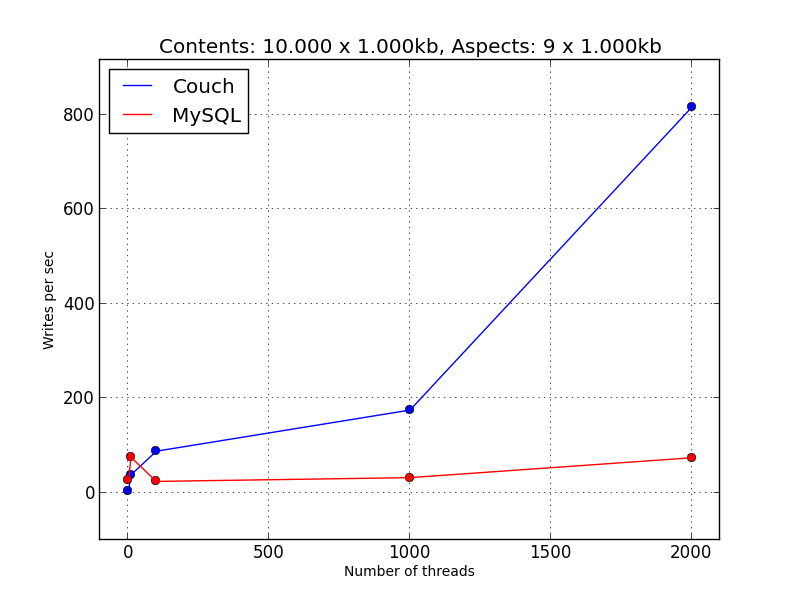 Contents: 10.000 x 1.000kb, Aspects: 9 x 1.000kb
Couch
MySQL
800
600
400
200
0
Writes per sec
0 500 1000 1500 2000
Number of threads